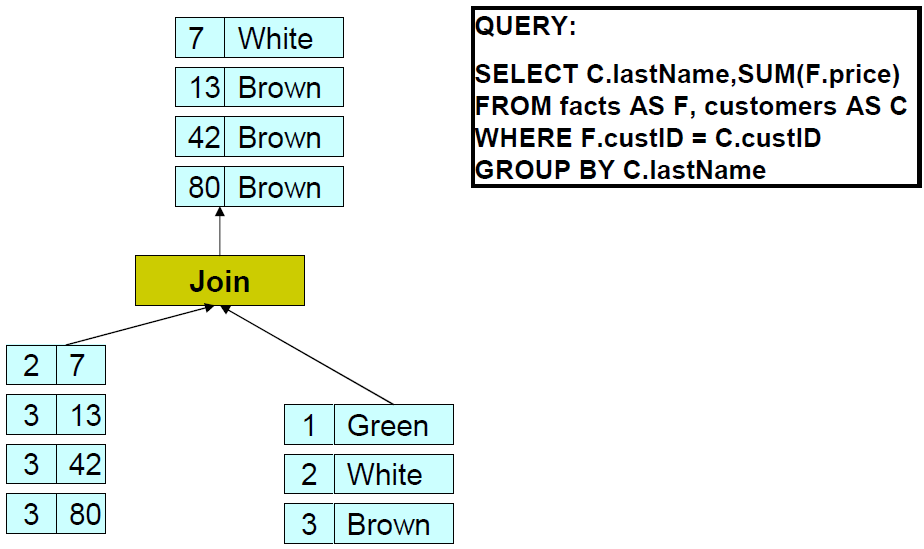 7 White
13 Brown
42 Brown
80 Brown
QUERY:
SELECT C.lastName,SUM(F.price)
FROM facts AS F, customers AS C
WHERE F.custID = C.custID
GROUP BY C.lastName
Join
2 7
3 13
3 42
3 80
1 Green
2 White
3 Brown